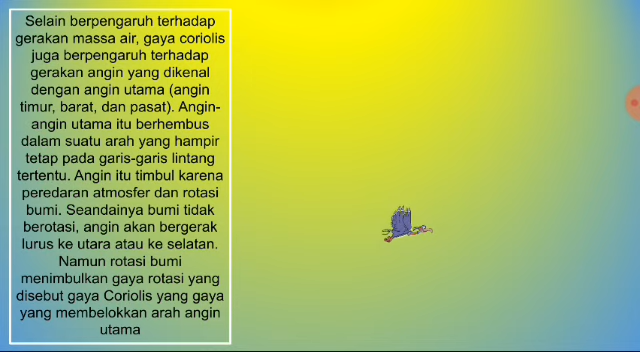 Selain berpengaruh terhadap
gerakan massa air, gaya coriolis
juga berpengaruh terhadap
gerakan angin yang dikenal
dengan angin utama (angin
timur, barat, dan pasat). Angin-
angin utama itu berhembus
dalam suatu arah yang hampir
tetap pada garis-garis lintang
tertentu. Angin itu timbul karena
peredaran atmosfer dan rotasi
bumi. Seandainya bumi tidak
berotasi, angin akan bergerak
lurus ke utara atau ke selatan.
Namun rotasi bumi
menimbulkan gaya rotasi yang
disebut gaya Coriolis yang gaya
yang membelokkan arah angin
utama